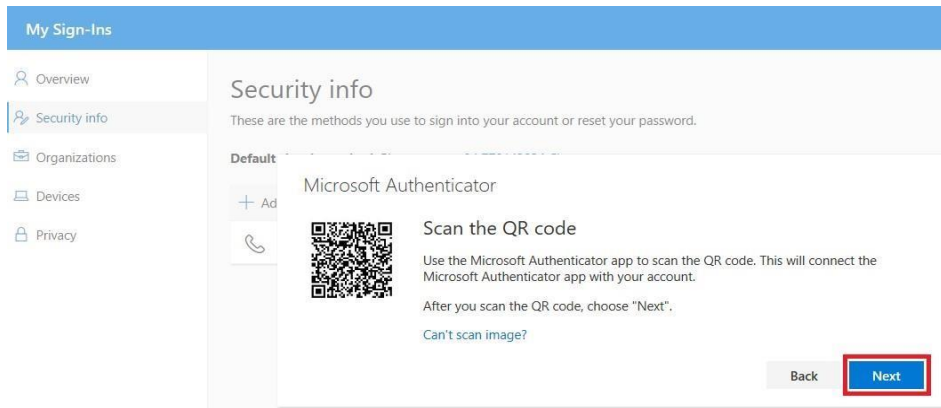 My Sign-Ins
Overview
Security info
Organizations
Devices
Privacy
Security info
These are the methods you use to sign into your account or reset your password.
Default
+ Ad
Microsoft Authenticator
Scan the QR code
Use the Microsoft Authenticator app to scan the QR code. This will connect the
Microsoft Authenticator app with your account.
After you scan the QR code, choose "Next".
Can't scan image?
Back Next